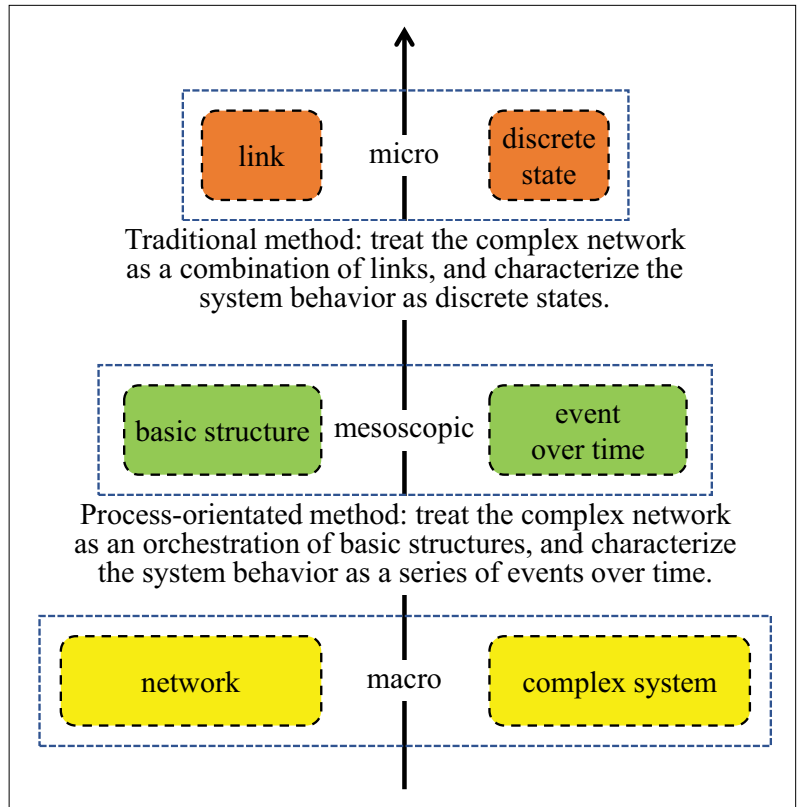 link
micro
discrete
state
Traditional method: treat the complex network
as a combination of links, and characterize the
system behavior as discrete states.
basic structure
mesoscopic
event
over time
Process-orientated method: treat the complex network
as an orchestration of basic structures, and characterize
the system behavior as a series of events over time.
network
macro
complex system